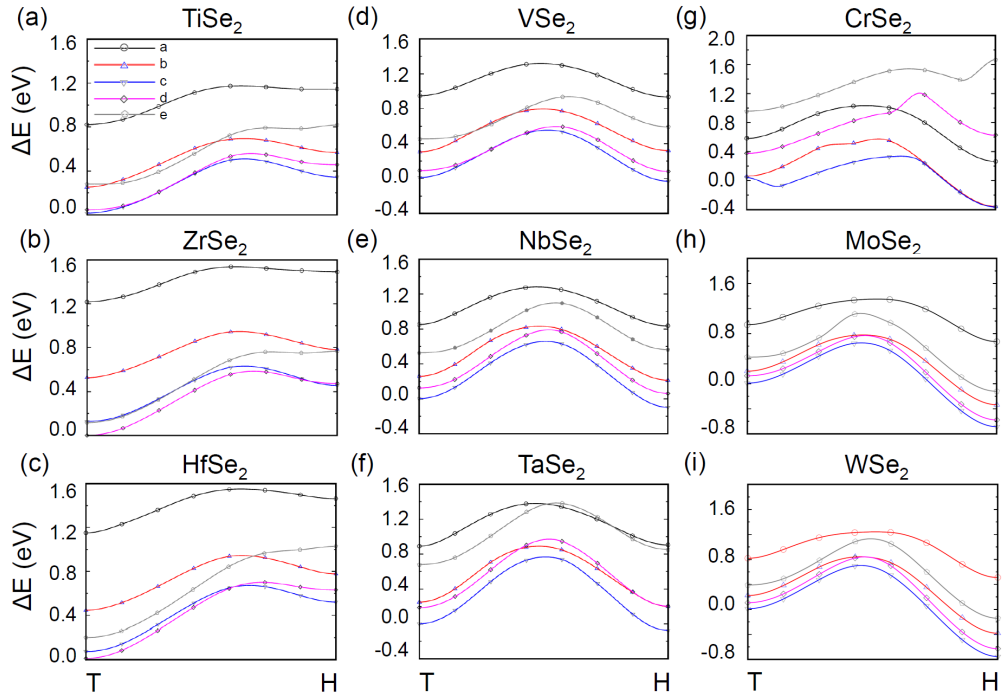 (a) TiSe2
(d) VSe2
(g) CrSe2
ΔE (eV)
1.6
1.2
0.8
0.4
0.0
a
b
c
d
e
1.6
1.2
0.8
0.4
0.0
-0.4
2.0
1.6
1.2
0.8
0.4
0.0
-0.4
(b) ZrSe2
(e) NbSe2
(h) MoSe2
ΔE (eV)
1.6
1.2
0.8
0.4
0.0
1.6
1.2
0.8
0.4
0.0
-0.4
1.6
0.8
0.0
-0.8
(c) HfSe2
(f) TaSe2
(i) WSe2
ΔE (eV)
1.6
1.2
0.8
0.4
0.0
1.6
1.2
0.8
0.4
0.0
-0.4
1.6
0.8
0.0
-0.8
T H
T H
T H